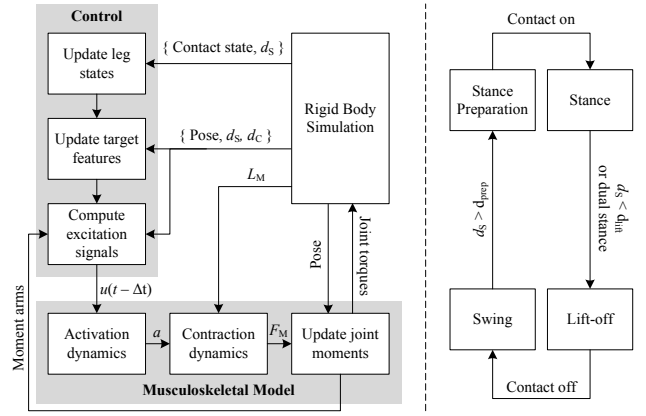 Control
Update leg
states
Update target
features
Compute
excitation
signals
{ Contact state, dS }
{ Pose, dS, dC }
LM
Rigid Body
Simulation
Pose
Joint torques
Moment arms
u(t − Δt)
Activation
dynamics
a
Contraction
dynamics
FM
Update joint
moments
Musculoskeletal Model
Contact on
Stance
Preparation
Stance
dS > pprep
dS < dlift
or dual stance
Swing
Lift-off
Contact off